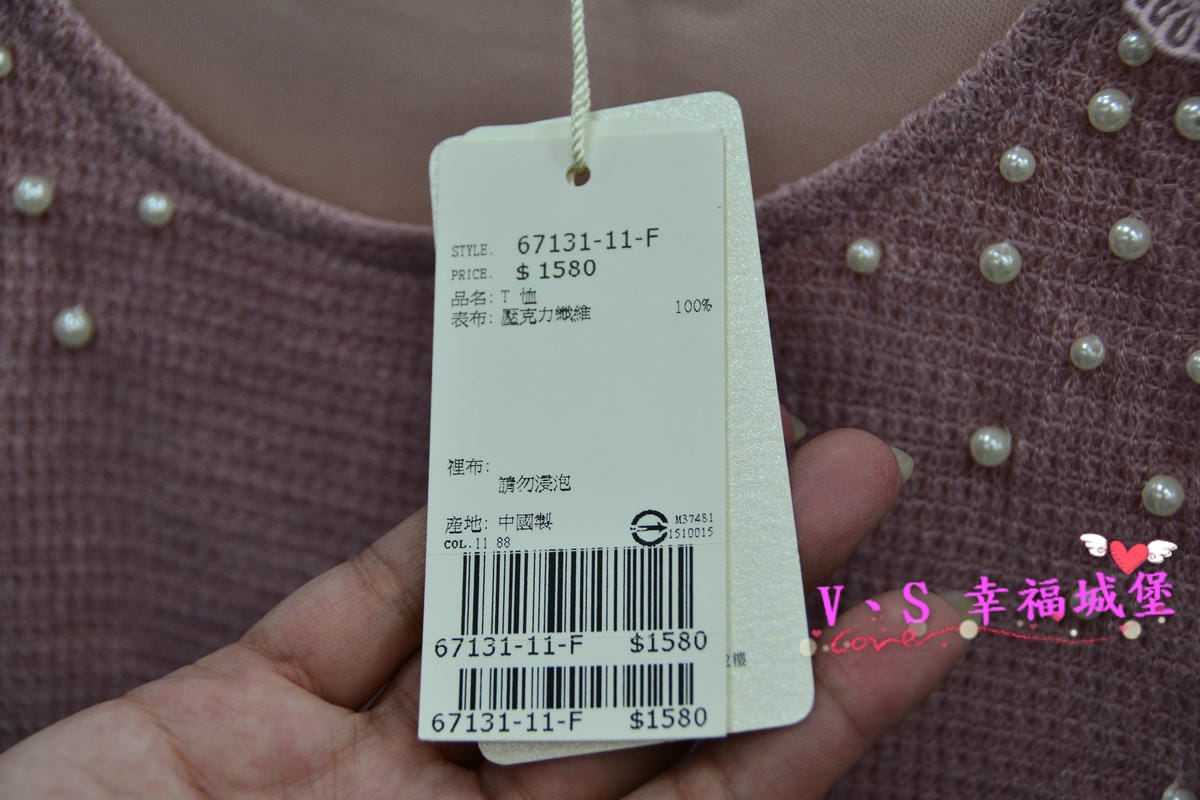 STYLE. 67131-11-F
PRICE. $ 1580
品名: T 恤
表布: 壓克力纖維 100%
裡布:
請勿浸泡
產地: 中國製
M37481
COL.11 88
1510015
67131-11-F $1580
67131-11-F $1580
樓
V、S 幸福城堡
Love